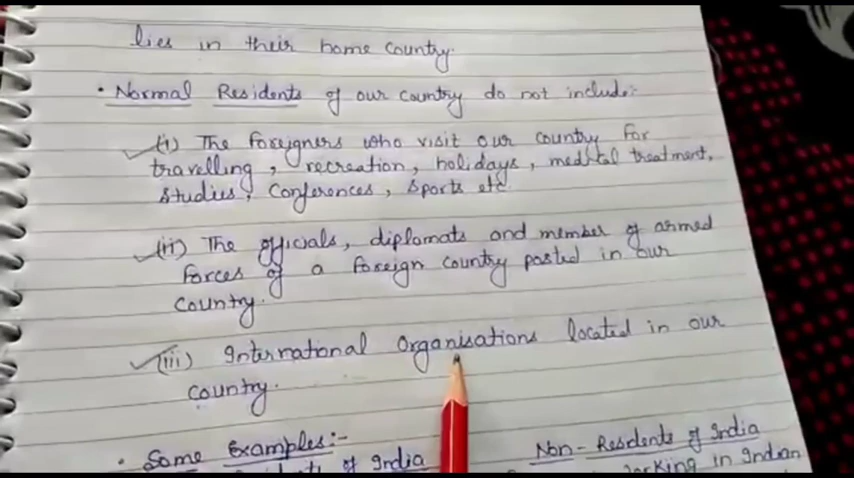 lies in their home country.
• Normal Residents of our country do not include:-
(i) The foreigners who visit our country for
travelling, recreation, holidays, medical treatment,
studies, conferences, sports etc
(ii) The officials, diplomats and member of armed
forces of a foreign country posted in our
country.
(iii) International Organisations located in our
country.
• Some Examples:-
Non-Residents of India
of India
working in Indian